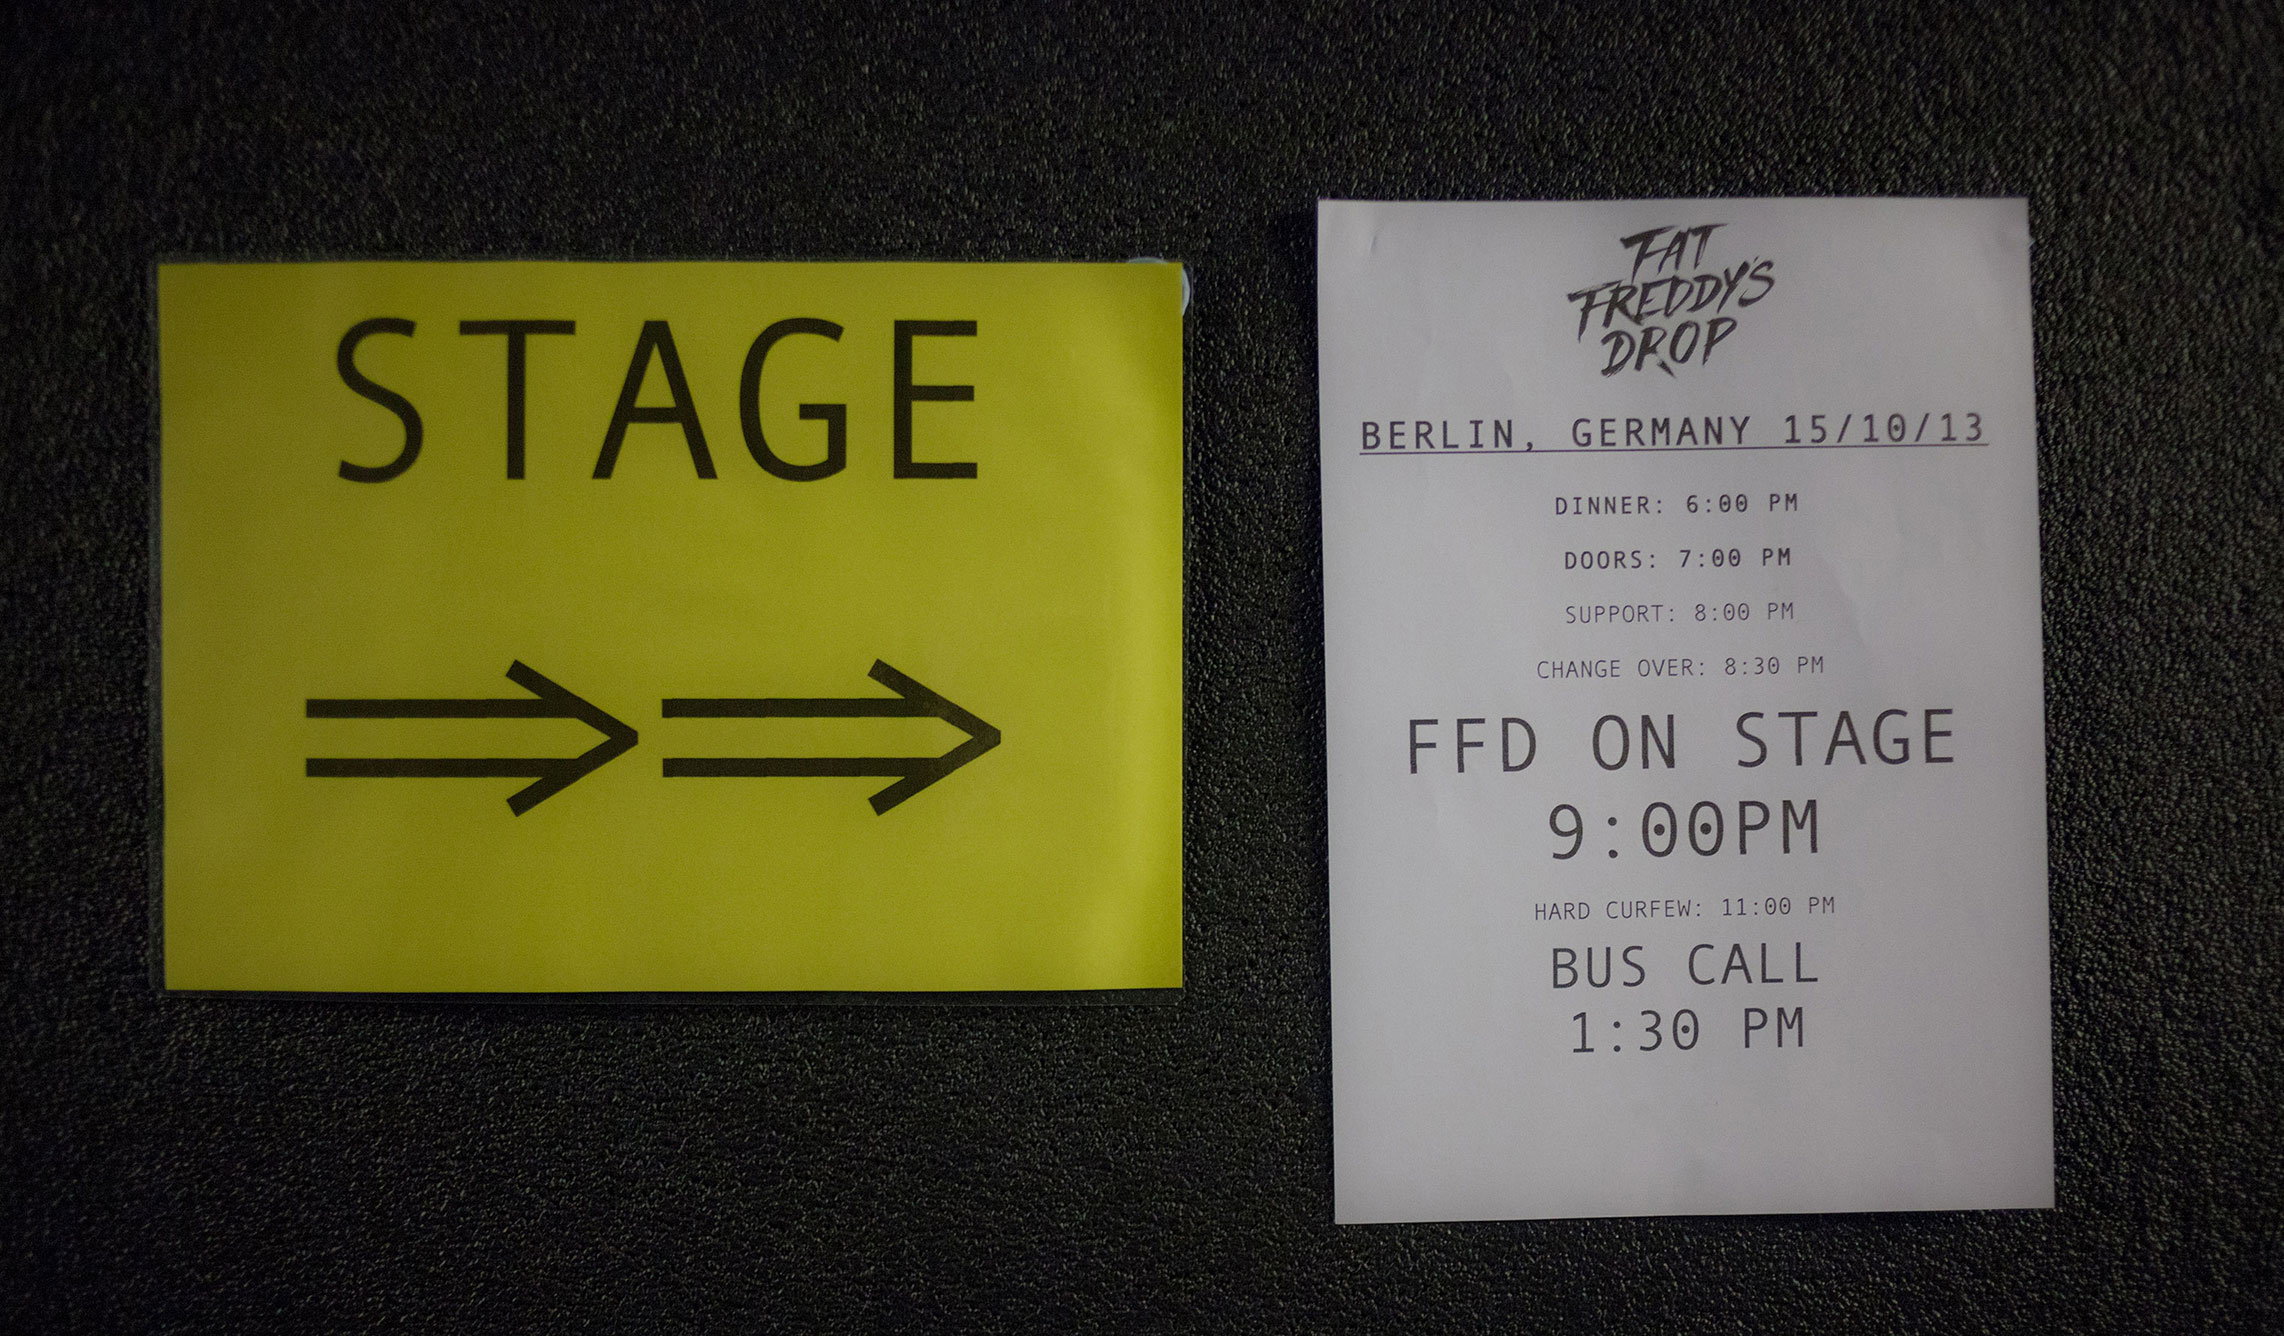 STAGE
⇒⇒
FAT
FREDDY'S
DROP
BERLIN, GERMANY 15/10/13
DINNER: 6:00 PM
DOORS: 7:00 PM
SUPPORT: 8:00 PM
CHANGE OVER: 8:30 PM
FFD ON STAGE
9:00PM
HARD CURFEW: 11:00 PM
BUS CALL
1:30 PM